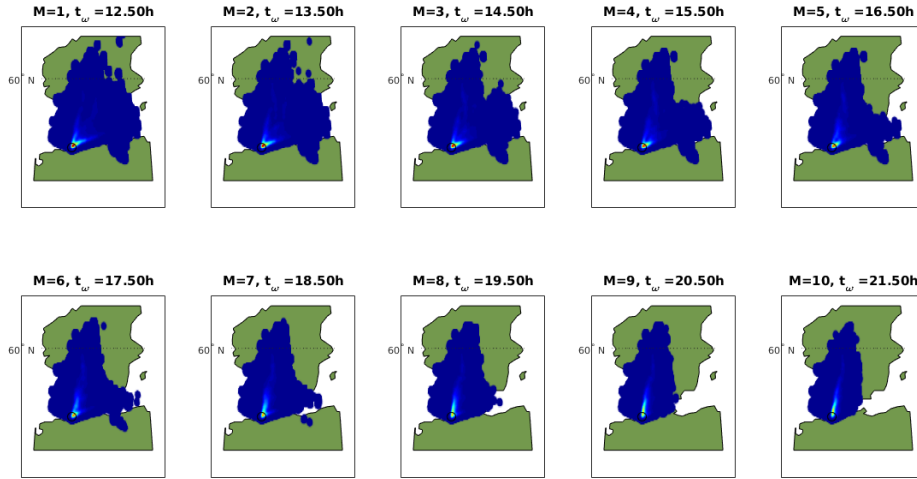 M=1, t_ω =12.50h
M=2, t_ω =13.50h
M=3, t_ω =14.50h
M=4, t_ω =15.50h
M=5, t_ω =16.50h
60° N
60° N
60° N
60° N
60° N
M=6, t_ω =17.50h
M=7, t_ω =18.50h
M=8, t_ω =19.50h
M=9, t_ω =20.50h
M=10, t_ω =21.50h
60° N
60° N
60° N
60° N
60° N